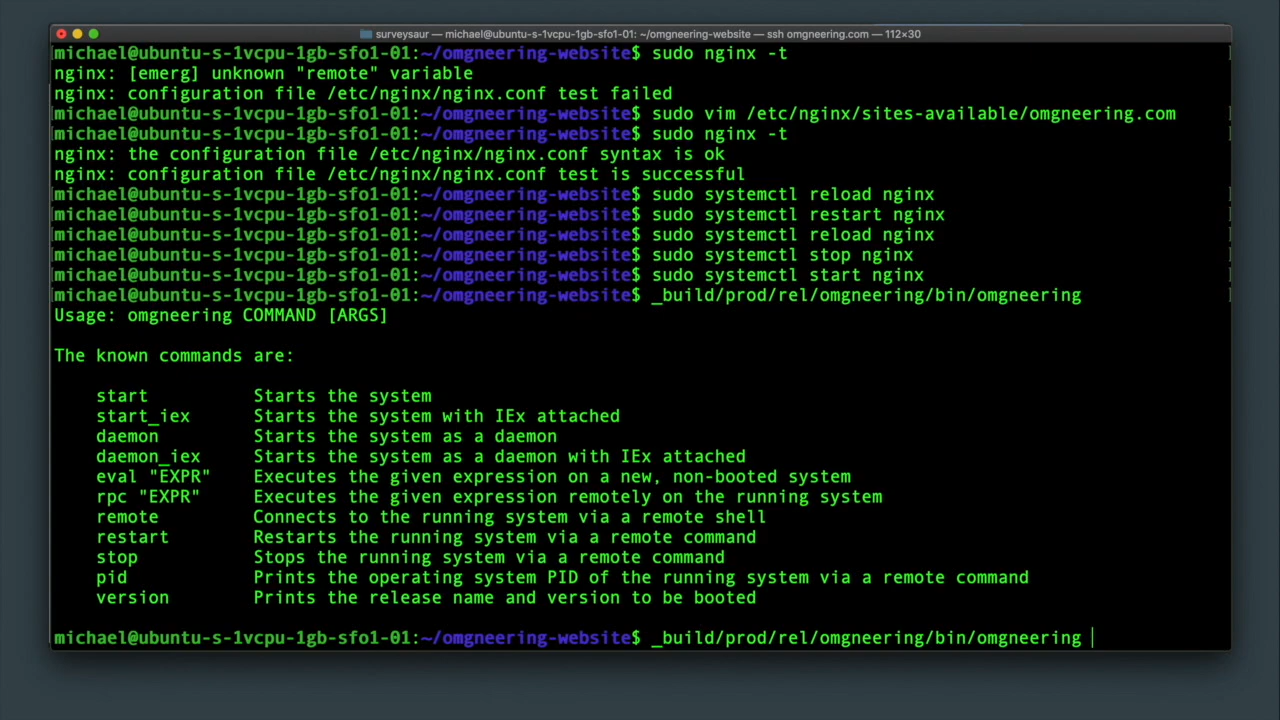 surveysaur — michael@ubuntu-s-1vcpu-1gb-sfo1-01: ~/omgneering-website — ssh omgneering.com — 112×30
michael@ubuntu-s-1vcpu-1gb-sfo1-01:~/omgneering-website$ sudo nginx -t
nginx: [emerg] unknown "remote" variable
nginx: configuration file /etc/nginx/nginx.conf test failed
michael@ubuntu-s-1vcpu-1gb-sfo1-01:~/omgneering-website$ sudo vim /etc/nginx/sites-available/omgneering.com
michael@ubuntu-s-1vcpu-1gb-sfo1-01:~/omgneering-website$ sudo nginx -t
nginx: the configuration file /etc/nginx/nginx.conf syntax is ok
nginx: configuration file /etc/nginx/nginx.conf test is successful
michael@ubuntu-s-1vcpu-1gb-sfo1-01:~/omgneering-website$ sudo systemctl reload nginx
michael@ubuntu-s-1vcpu-1gb-sfo1-01:~/omgneering-website$ sudo systemctl restart nginx
michael@ubuntu-s-1vcpu-1gb-sfo1-01:~/omgneering-website$ sudo systemctl reload nginx
michael@ubuntu-s-1vcpu-1gb-sfo1-01:~/omgneering-website$ sudo systemctl stop nginx
michael@ubuntu-s-1vcpu-1gb-sfo1-01:~/omgneering-website$ sudo systemctl start nginx
michael@ubuntu-s-1vcpu-1gb-sfo1-01:~/omgneering-website$ _build/prod/rel/omgneering/bin/omgneering
Usage: omgneering COMMAND [ARGS]
The known commands are:
start Starts the system
start_iex Starts the system with IEx attached
daemon Starts the system as a daemon
daemon_iex Starts the system as a daemon with IEx attached
eval "EXPR" Executes the given expression on a new, non-booted system
rpc "EXPR" Executes the given expression remotely on the running system
remote Connects to the running system via a remote shell
restart Restarts the running system via a remote command
stop Stops the running system via a remote command
pid Prints the operating system PID of the running system via a remote command
version Prints the release name and version to be booted
michael@ubuntu-s-1vcpu-1gb-sfo1-01:~/omgneering-website$ _build/prod/rel/omgneering/bin/omgneering